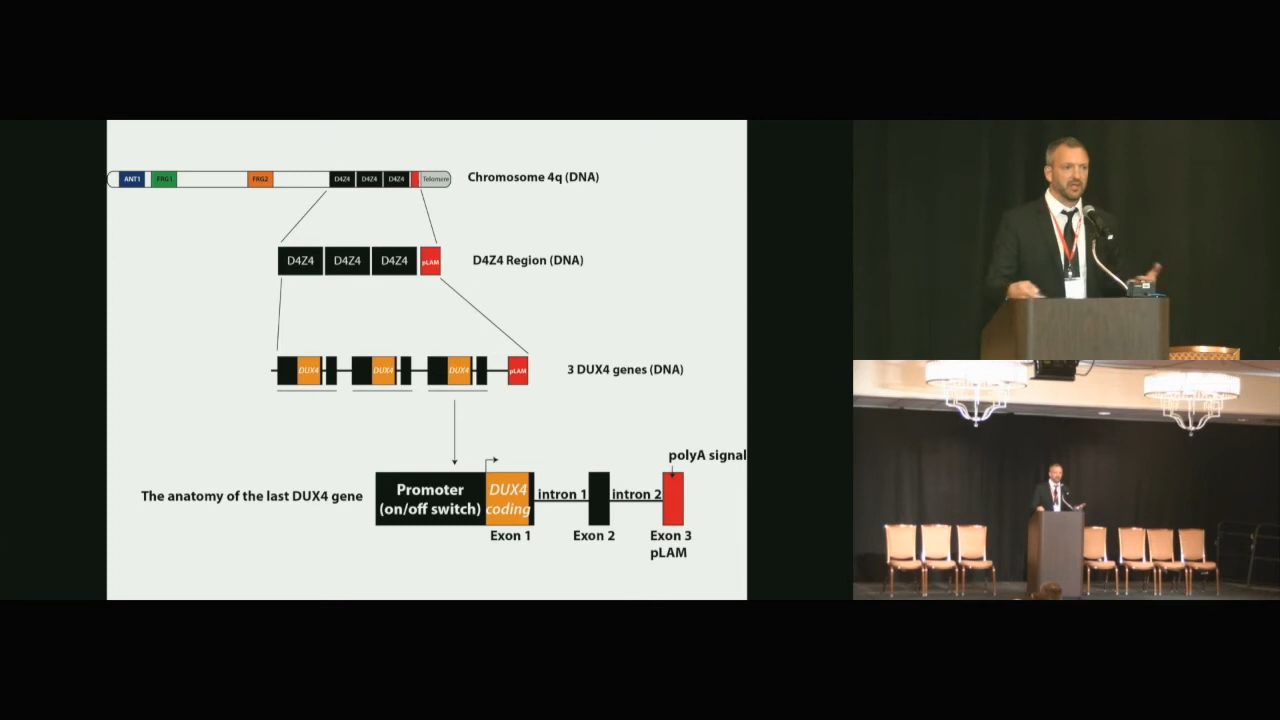 ANT1 FRG1 FRG2 D4Z4 D4Z4 D4Z4 Telomere Chromosome 4q (DNA)
D4Z4 D4Z4 D4Z4 pLAM D4Z4 Region (DNA)
DUX4 DUX4 DUX4 pLAM 3 DUX4 genes (DNA)
polyA signal
The anatomy of the last DUX4 gene
Promoter
(on/off switch)
DUX4
coding
intron 1 intron 2
Exon 1 Exon 2 Exon 3
pLAM